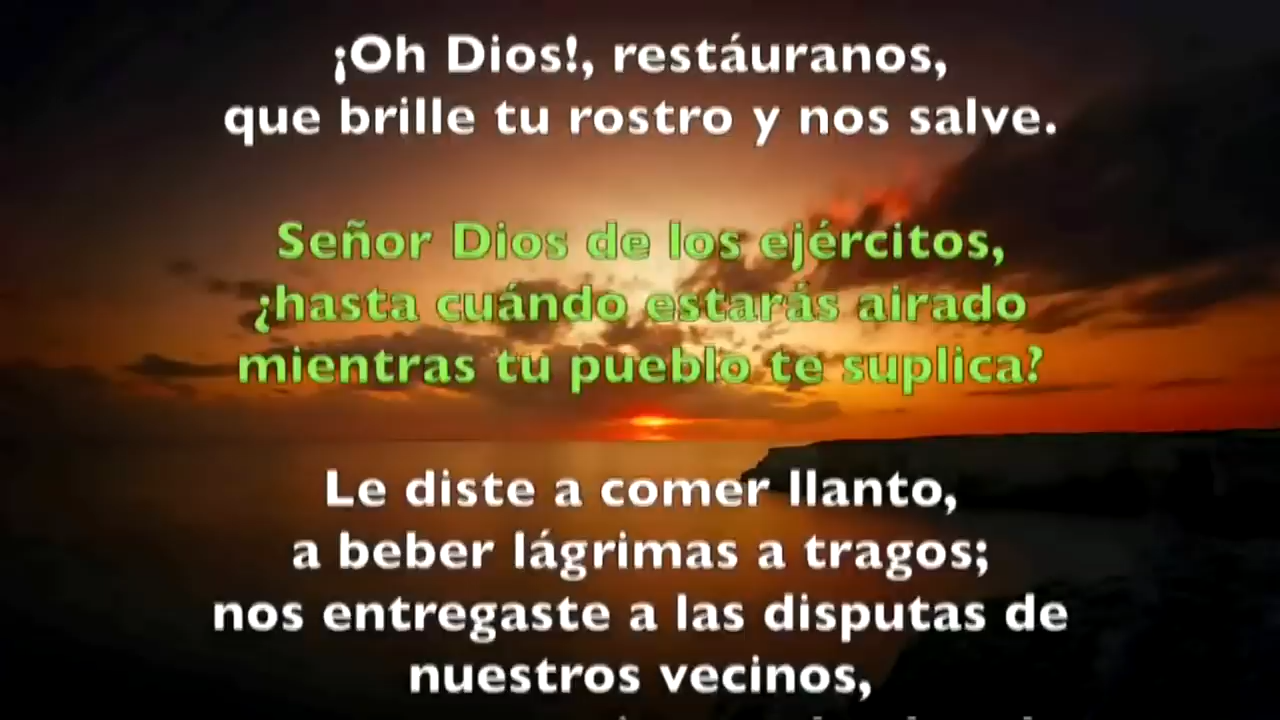 ¡Oh Dios!, restáuranos,
que brille tu rostro y nos salve.
Señor Dios de los ejércitos,
¿hasta cuándo estarás airado
mientras tu pueblo te suplica?
Le diste a comer llanto,
a beber lágrimas a tragos;
nos entregaste a las disputas de
nuestros vecinos,